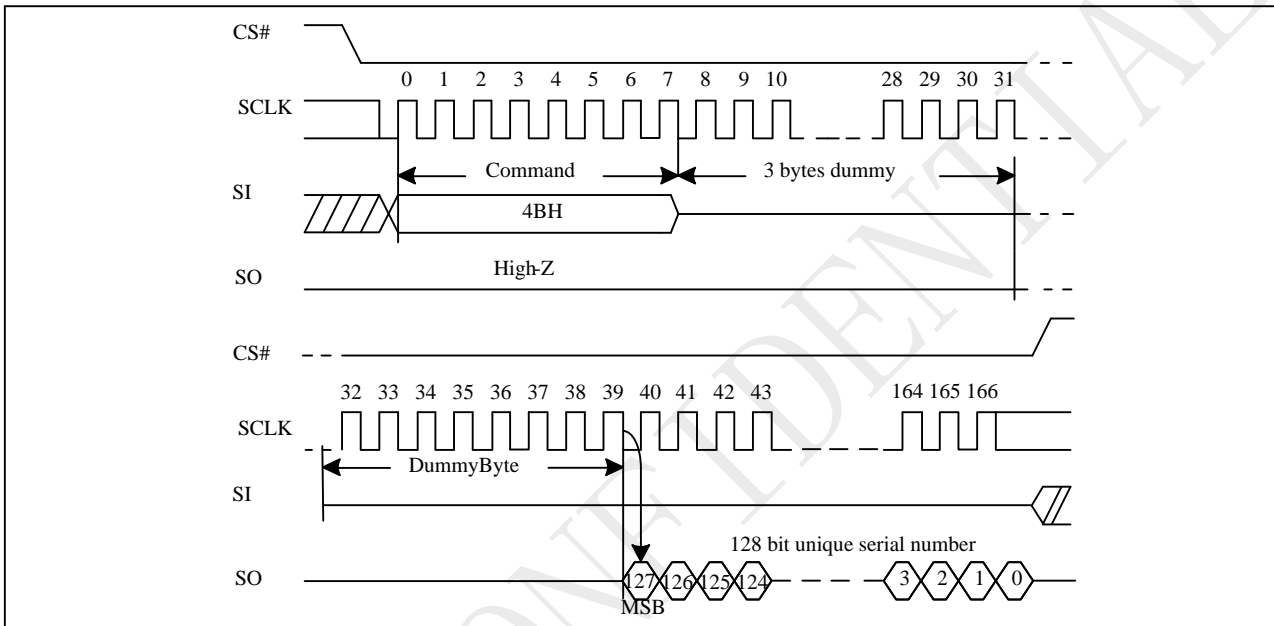 CS#
0 1 2 3 4 5 6 7 8 9 10 28 29 30 31
SCLK
Command 3 bytes dummy
SI
4BH
High-Z
SO
CS#
32 33 34 35 36 37 38 39 40 41 42 43 164 165 166
SCLK
DummyByte
SI
128 bit unique serial number
SO
127 126 125 124 3 2 1 0
MSB
CONFIDENTIAL